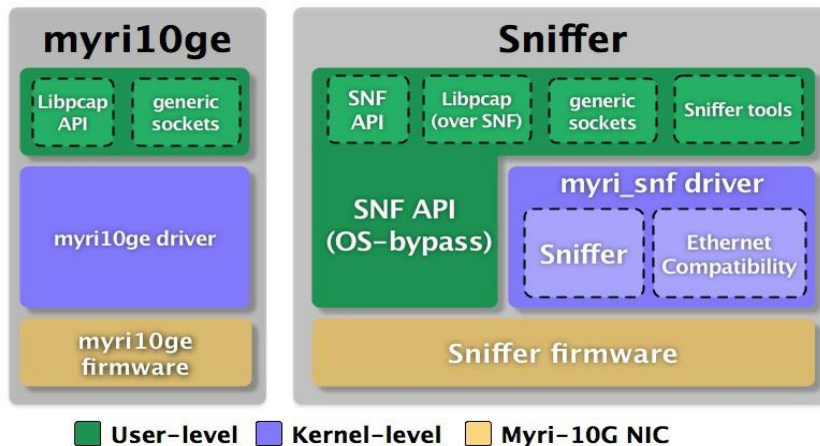 myri10ge
Libpcap
API
generic
sockets
myri10ge driver
myri10ge
firmware
Sniffer
SNF
API
Libpcap
(over SNF)
generic
sockets
Sniffer tools
SNF API
(OS-bypass)
myri_snf driver
Sniffer
Ethernet
Compatibility
Sniffer firmware
User-level
Kernel-level
Myri-10G NIC